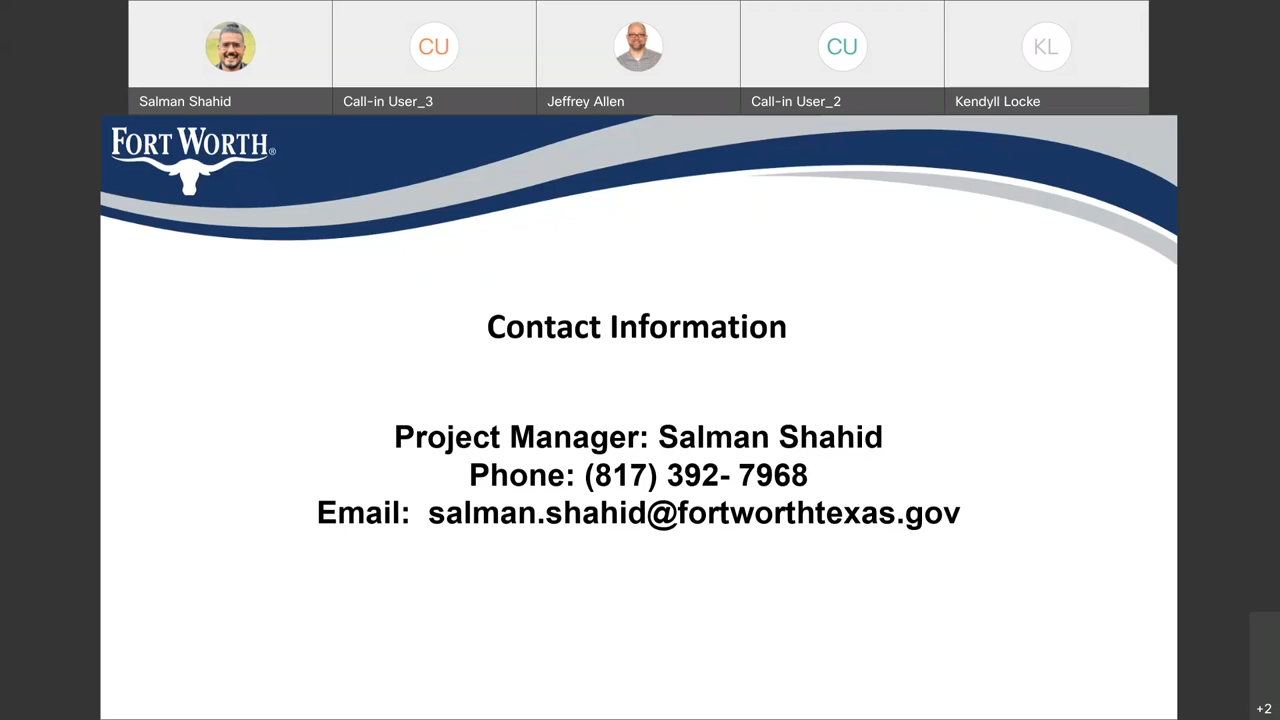 CU
CU
KL
Salman Shahid
Call-in User_3
Jeffrey Allen
Call-in User_2
Kendyll Locke
FORT WORTH®
Contact Information
Project Manager: Salman Shahid
Phone: (817) 392- 7968
Email:  salman.shahid@fortworthtexas.gov
+2